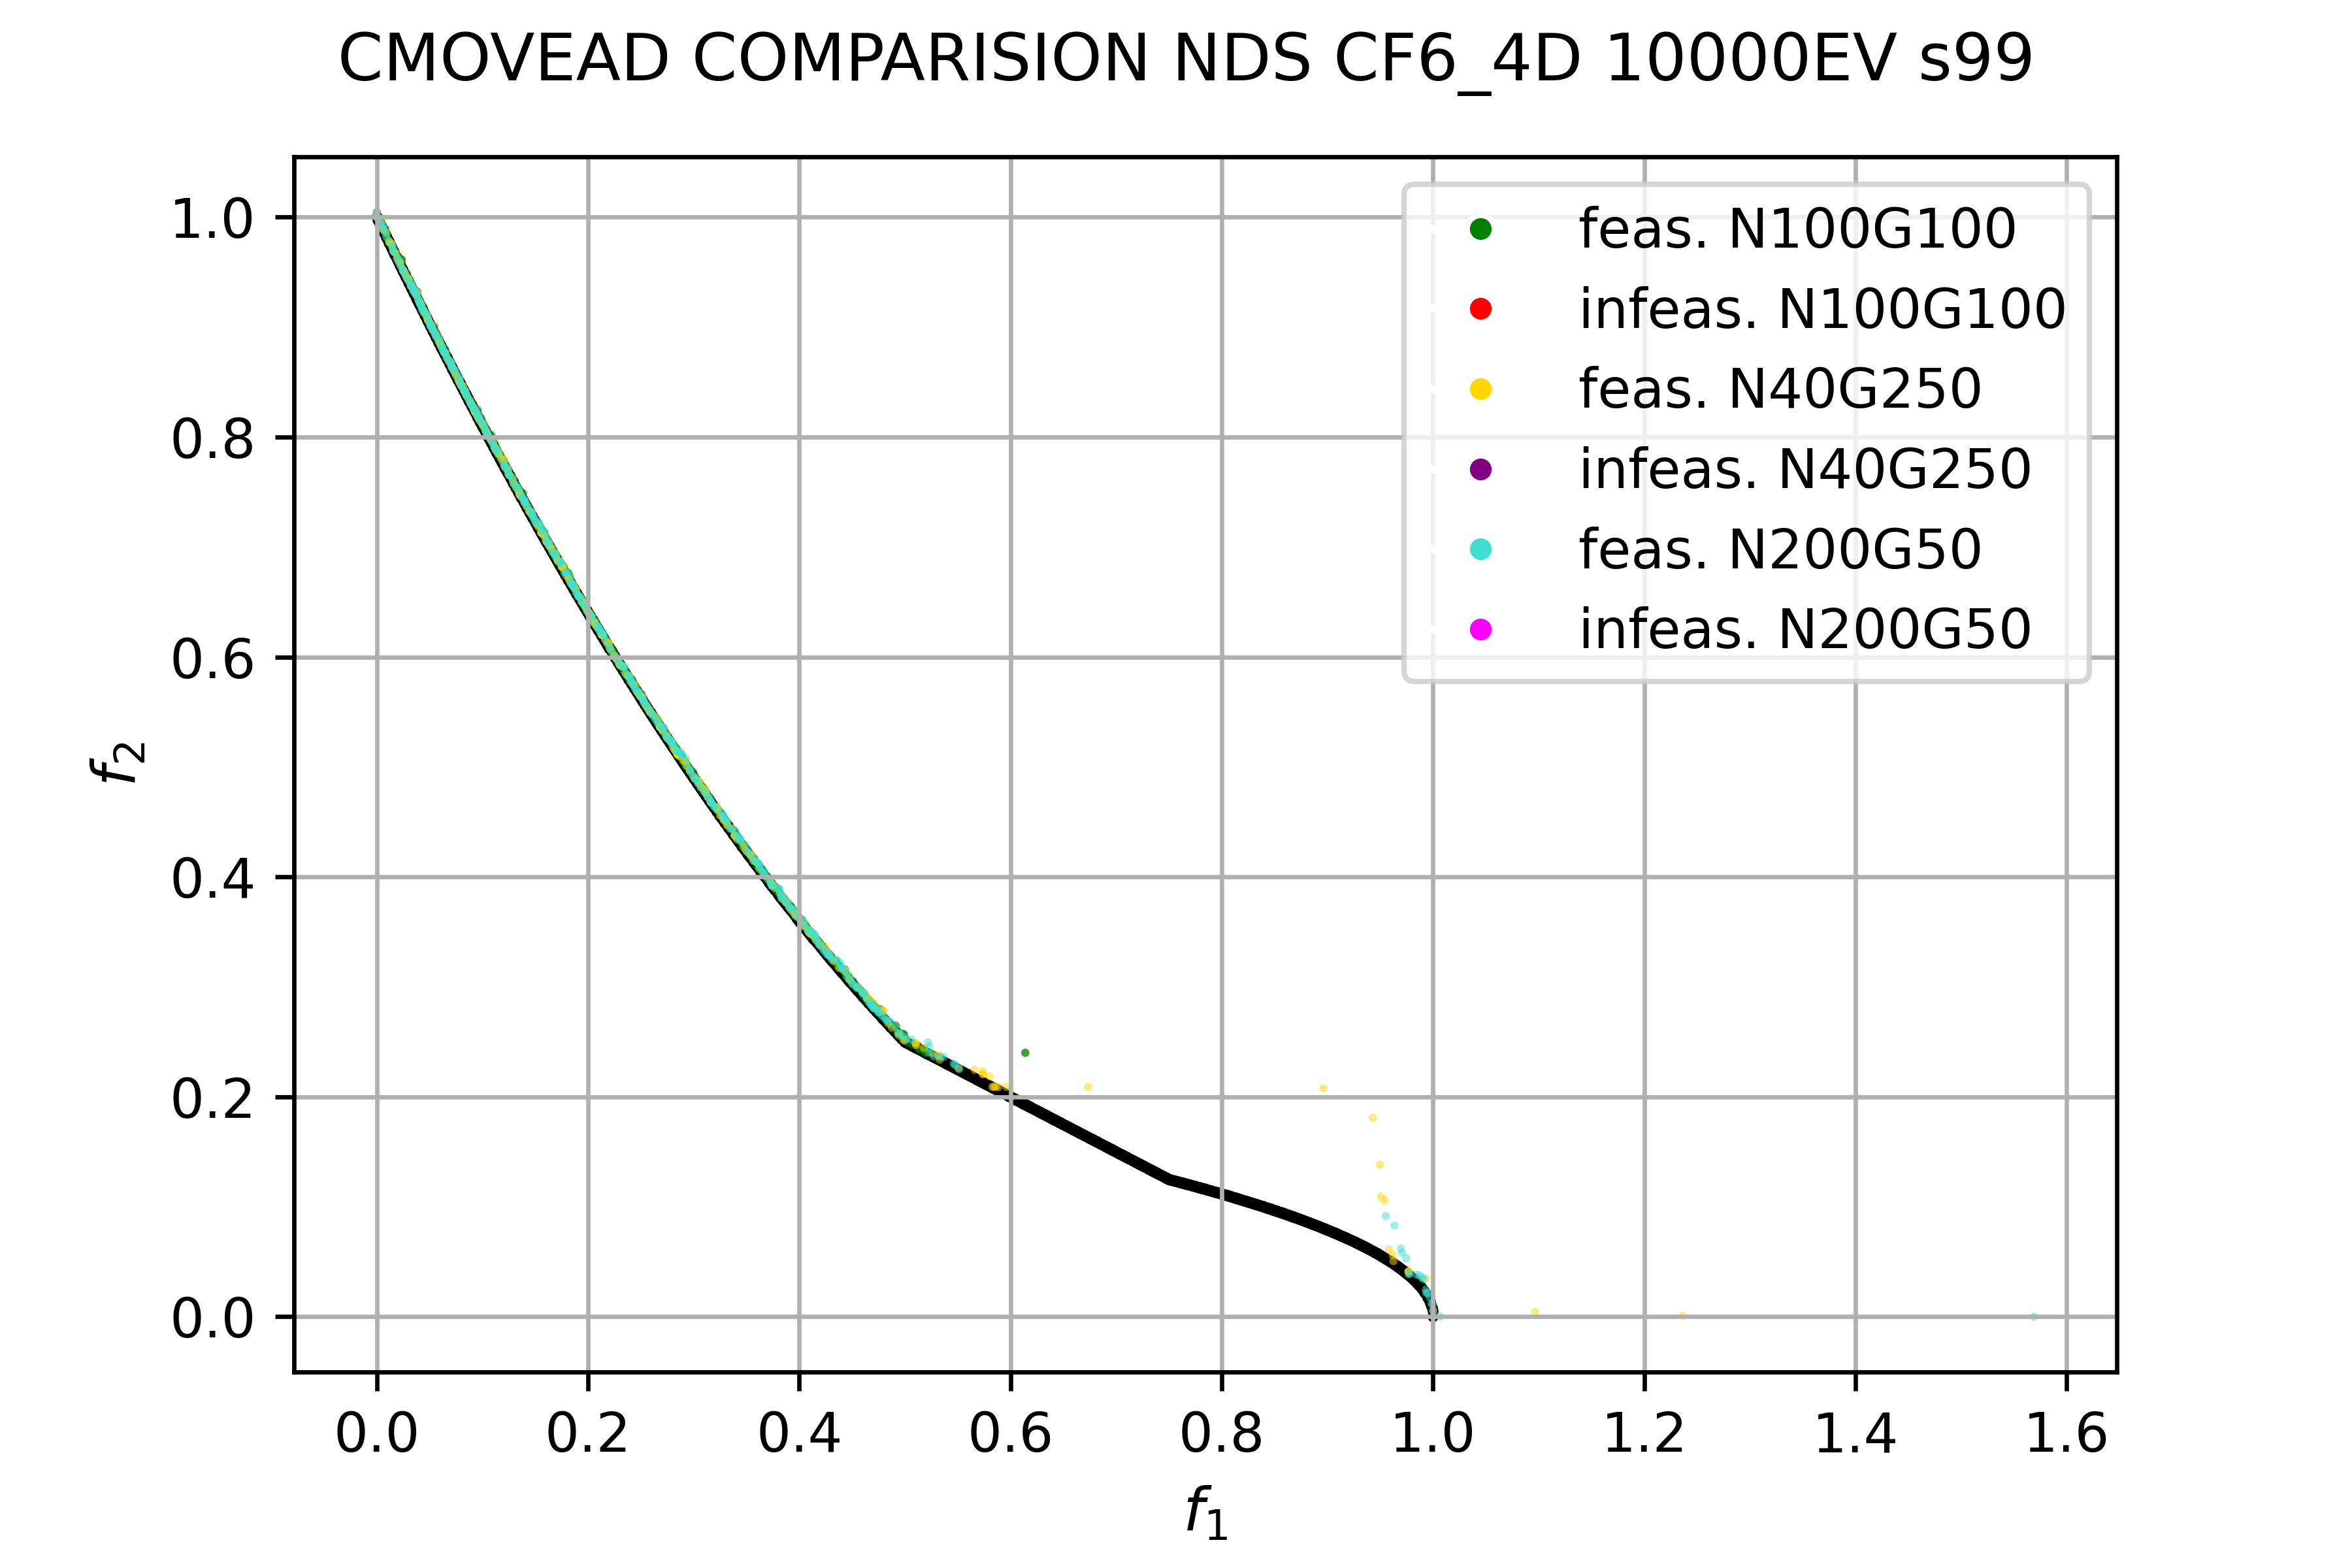 CMOVEAD COMPARISION NDS CF6_4D 10000EV s99
feas. N100G100
infeas. N100G100
feas. N40G250
infeas. N40G250
feas. N200G50
infeas. N200G50
1.0
0.8
0.6
0.4
0.2
0.0
f2
0.0 0.2 0.4 0.6 0.8 1.0 1.2 1.4 1.6
f1